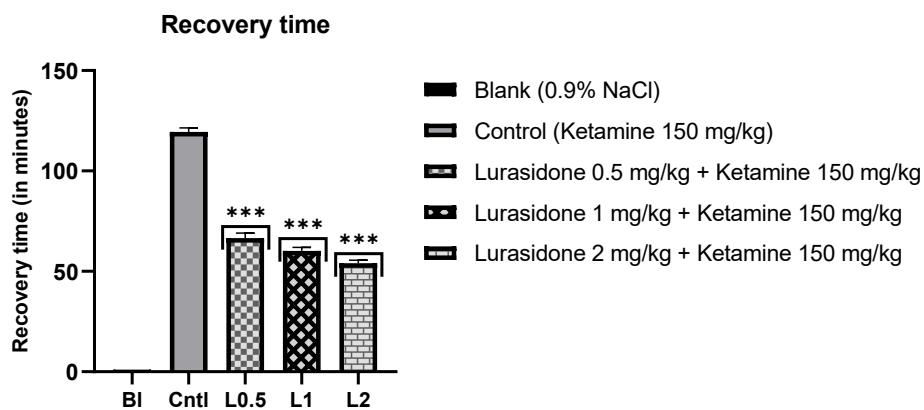 Recovery time
Recovery time (in minutes)
150
100
50
0
***
***
***
Bl
Cntl
L0.5
L1
L2
Blank (0.9% NaCl)
Control (Ketamine 150 mg/kg)
Lurasidone 0.5 mg/kg + Ketamine 150 mg/kg
Lurasidone 1 mg/kg + Ketamine 150 mg/kg
Lurasidone 2 mg/kg + Ketamine 150 mg/kg